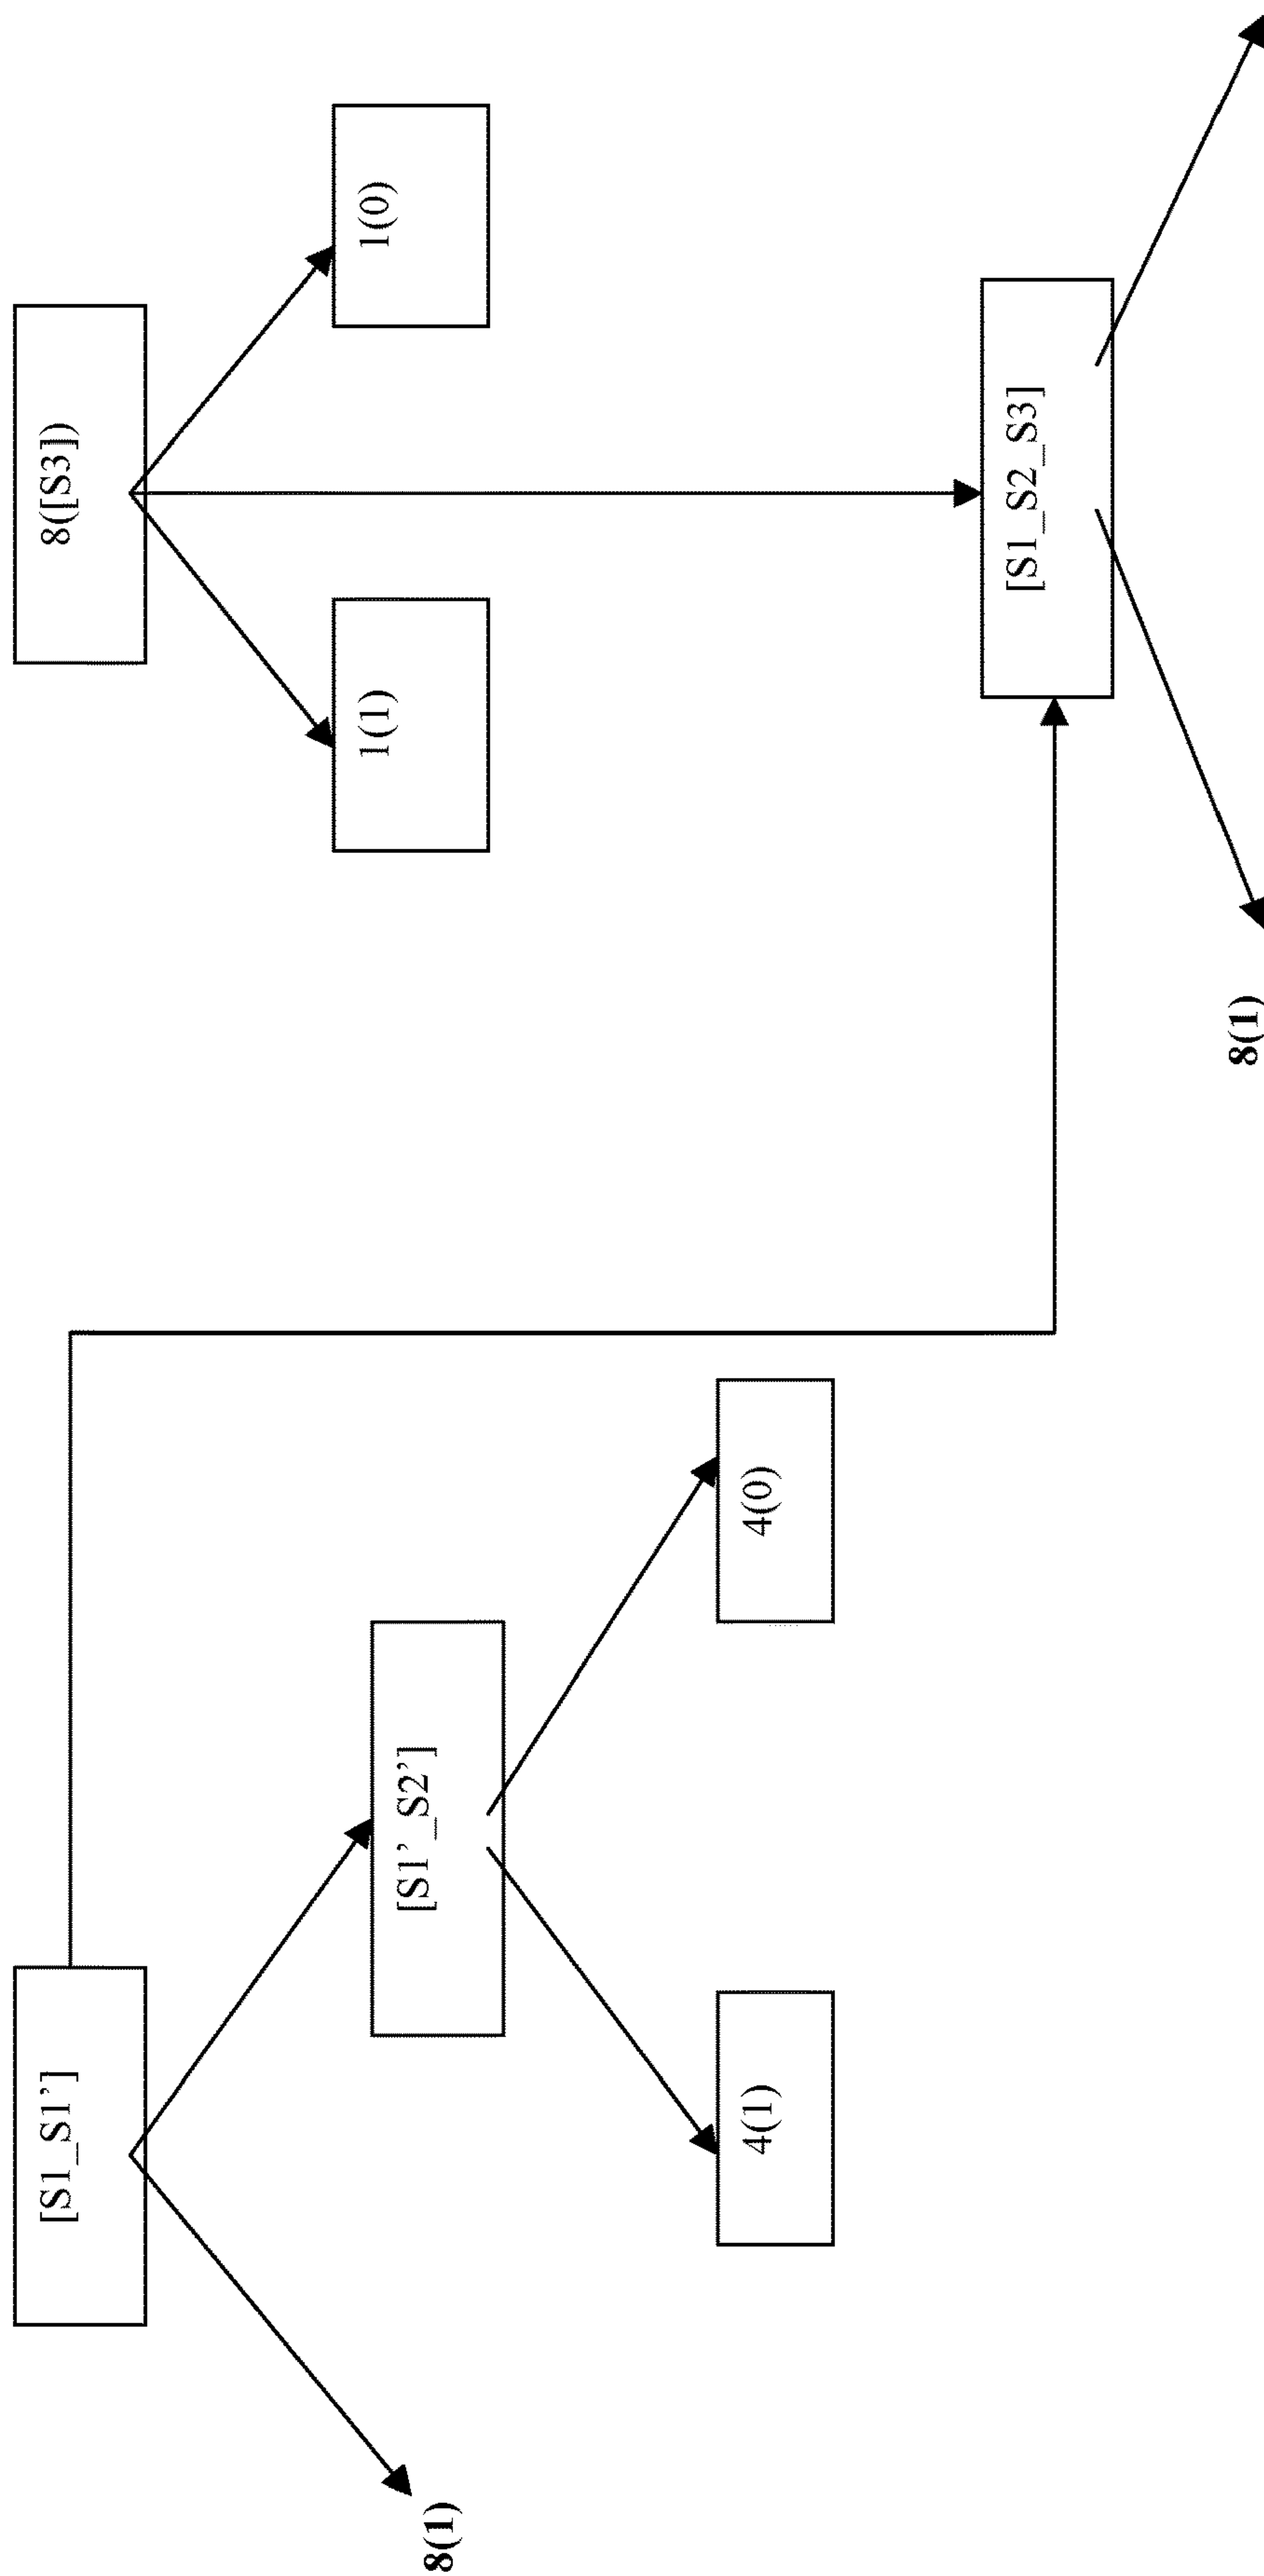 [S1_S1’]
8([S3])
1(1)
1(0)
[S1’_S2’]
8(1)
4(1)
4(0)
[S1_S2_S3]
8(1)